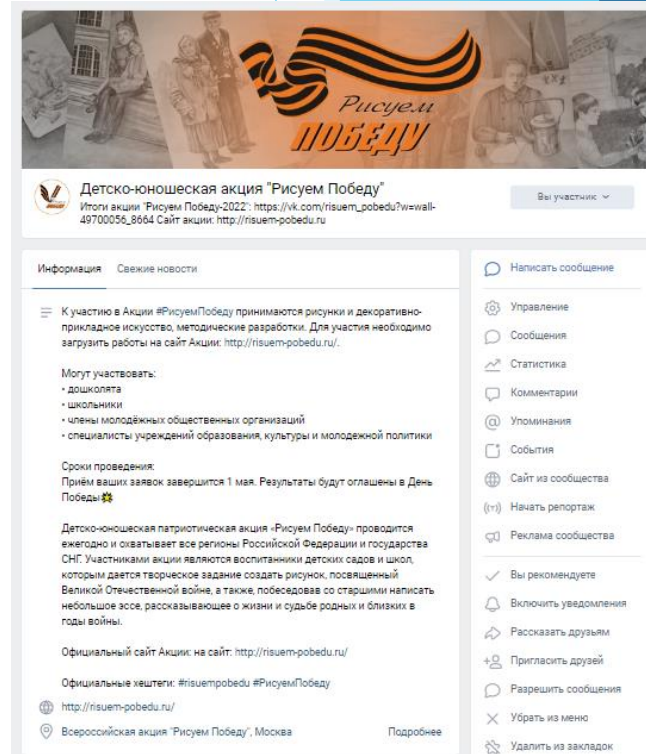 Рисуем
ПОБЕДУ
Детско-юношеская акция "Рисуем Победу"
Итоги акции "Рисуем Победу-2022": https://vk.com/risuem_pobedu?w=wall-
49700056_8664 Сайт акции: http://risuem-pobedu.ru
Вы участник
Информация Свежие новости
К участию в Акции #РисуемПобеду принимаются рисунки и декоративно-
прикладное искусство, методические разработки. Для участия необходимо
загрузить работы на сайт Акции: http://risuem-pobedu.ru/.
Могут участвовать:
• дошколята
• школьники
• члены молодёжных общественных организаций
• специалисты учреждений образования, культуры и молодежной политики
Сроки проведения:
Приём ваших заявок завершится 1 мая. Результаты будут оглашены в День
Победы
Детско-юношеская патриотическая акция «Рисуем Победу» проводится
ежегодно и охватывает все регионы Российской Федерации и государства
СНГ. Участниками акции являются воспитанники детских садов и школ,
которым дается творческое задание создать рисунок, посвященный
Великой Отечественной войне, а также, побеседовав со старшими написать
небольшое эссе, рассказывающее о жизни и судьбе родных и близких в
годы войны.
Официальный сайт Акции: на сайт: http://risuem-pobedu.ru/
Официальные хештеги: #risuempobedu #РисуемПобеду
http://risuem-pobedu.ru/
Всероссийская акция "Рисуем Победу", Москва Подробнее
Написать сообщение
Управление
Сообщения
Статистика
Комментарии
Упоминания
События
Сайт из сообщества
Начать репортаж
Реклама сообщества
Вы рекомендуете
Включить уведомления
Рассказать друзьям
Пригласить друзей
Разрешить сообщения
Убрать из меню
Удалить из закладок